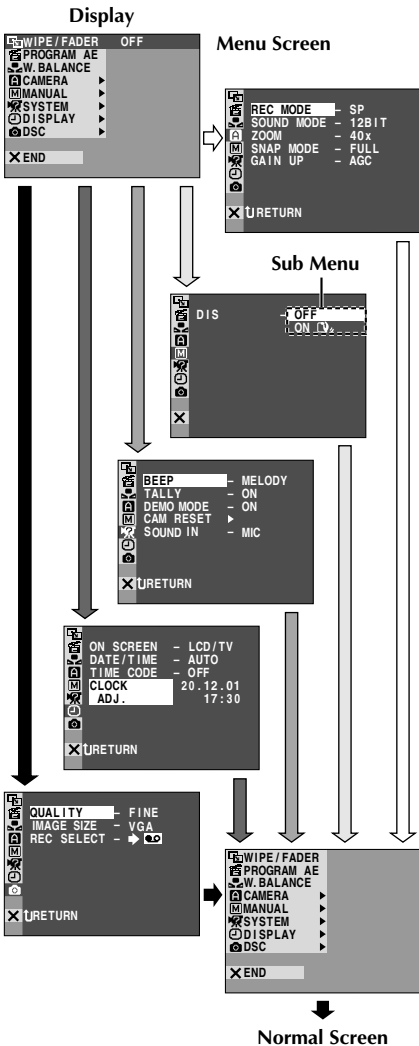 Display
Menu Screen
WIPE / FADER OFF
PROGRAM AE
W. BALANCE
CAMERA
MANUAL
SYSTEM
DISPLAY
DSC
END
REC MODE – SP
SOUND MODE – 12BIT
ZOOM – 40x
SNAP MODE – FULL
GAIN UP – AGC
RETURN
Sub Menu
DIS – OFF
ON
BEEP – MELODY
TALLY – ON
DEMO MODE – ON
CAM RESET
SOUND IN – MIC
RETURN
ON SCREEN – LCD/TV
DATE/TIME – AUTO
TIME CODE – OFF
CLOCK 20.12.01
ADJ. 17:30
RETURN
QUALITY – FINE
IMAGE SIZE – VGA
REC SELECT –
RETURN
WIPE / FADER
PROGRAM AE
W. BALANCE
CAMERA
MANUAL
SYSTEM
DISPLAY
DSC
END
Normal Screen